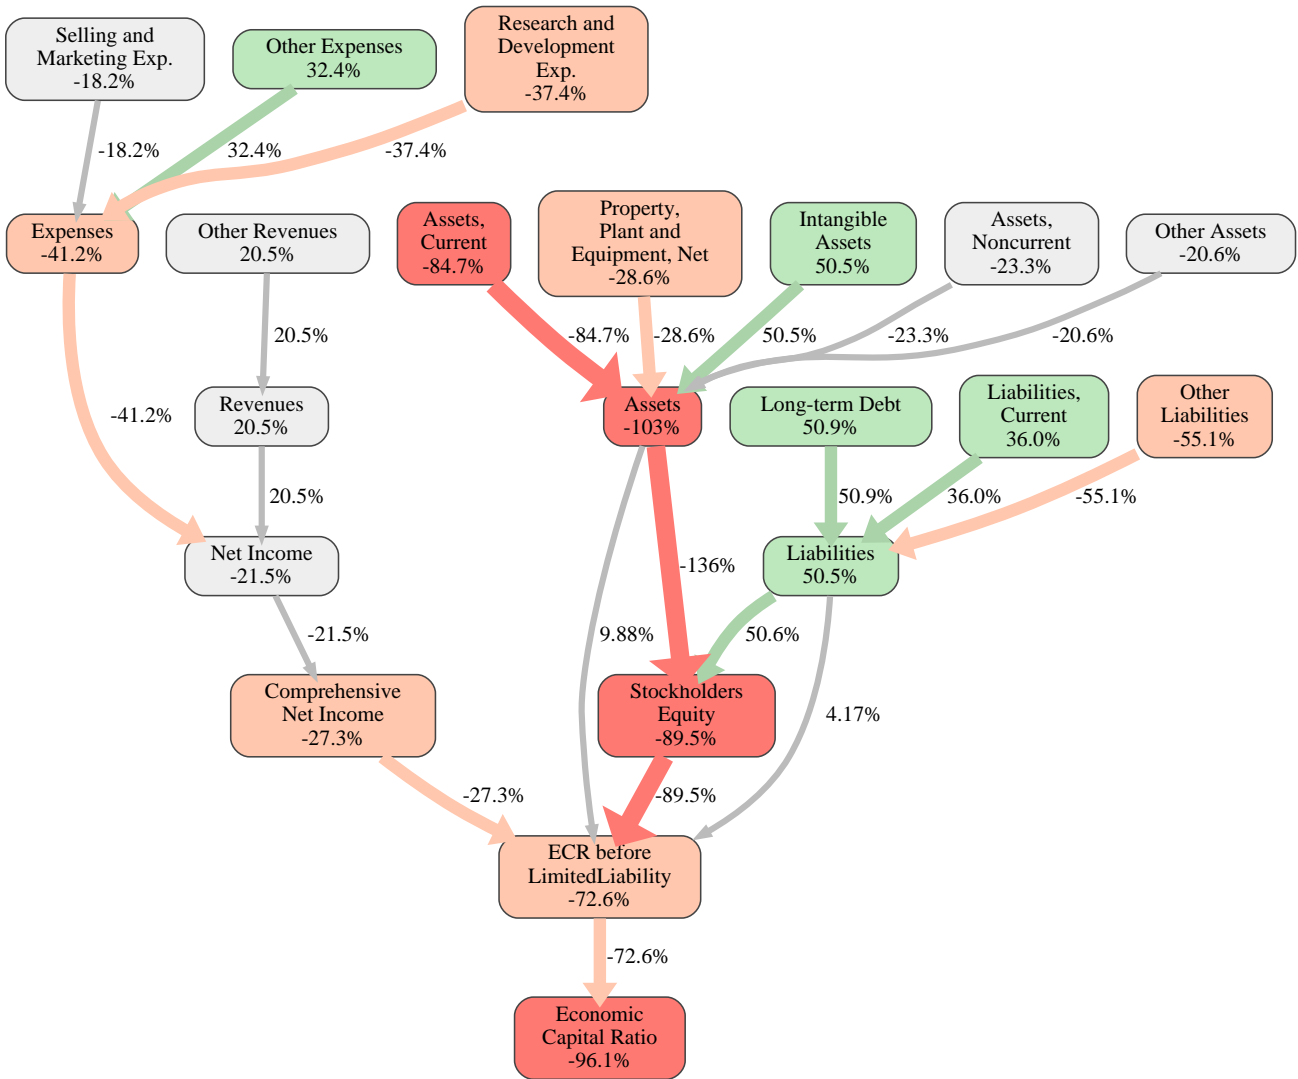 Selling and
Marketing Exp.
-18.2%
Other Expenses
32.4%
Research and
Development
Exp.
-37.4%
-18.2%
32.4%
-37.4%
Expenses
-41.2%
Other Revenues
20.5%
Assets,
Current
-84.7%
Property,
Plant and
Equipment, Net
-28.6%
Intangible
Assets
50.5%
Assets,
Noncurrent
-23.3%
Other Assets
-20.6%
20.5%
-84.7%
-28.6%
50.5%
-23.3%
-20.6%
-41.2%
Revenues
20.5%
Assets
-103%
Long-term Debt
50.9%
Liabilities,
Current
36.0%
Other
Liabilities
-55.1%
20.5%
50.9%
36.0%
-55.1%
Net Income
-21.5%
-136%
Liabilities
50.5%
-21.5%
9.88%
50.6%
4.17%
Comprehensive
Net Income
-27.3%
Stockholders
Equity
-89.5%
-27.3%
-89.5%
ECR before
LimitedLiability
-72.6%
-72.6%
Economic
Capital Ratio
-96.1%